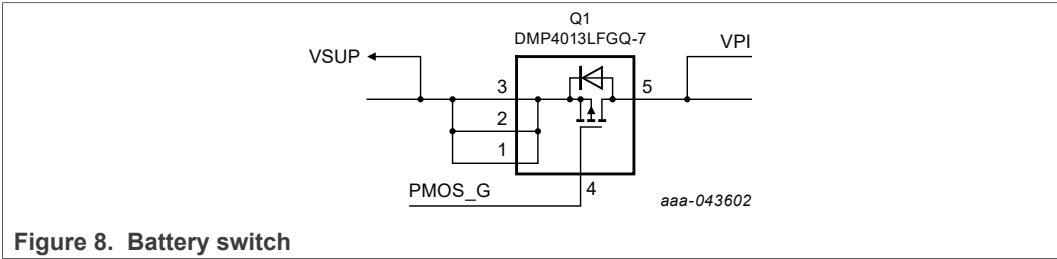 Q1
DMP4013LFGQ-7
VPI
VSUP
3
5
2
1
PMOS_G
4
aaa-043602
Figure 8. Battery switch